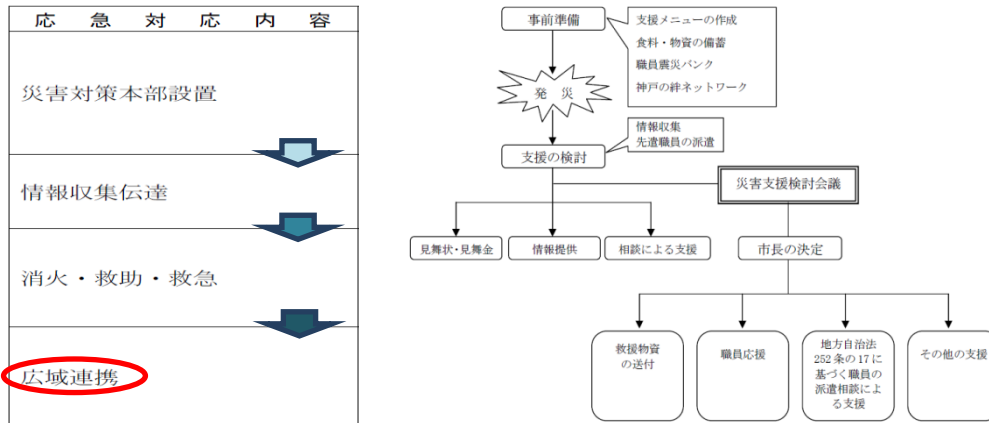 応急対応内容
災害対策本部設置
情報収集伝達
消火・救助・救急
広域連携
事前準備
支援メニューの作成
食料・物資の備蓄
職員震災バンク
神戸の絆ネットワーク
発災
情報収集
先遣職員の派遣
支援の検討
災害支援検討会議
見舞状・見舞金
情報提供
相談による支援
市長の決定
救援物資
の送付
職員応援
地方自治法
252条の17に
基づく職員の
派遣相談によ
る支援
その他の支援